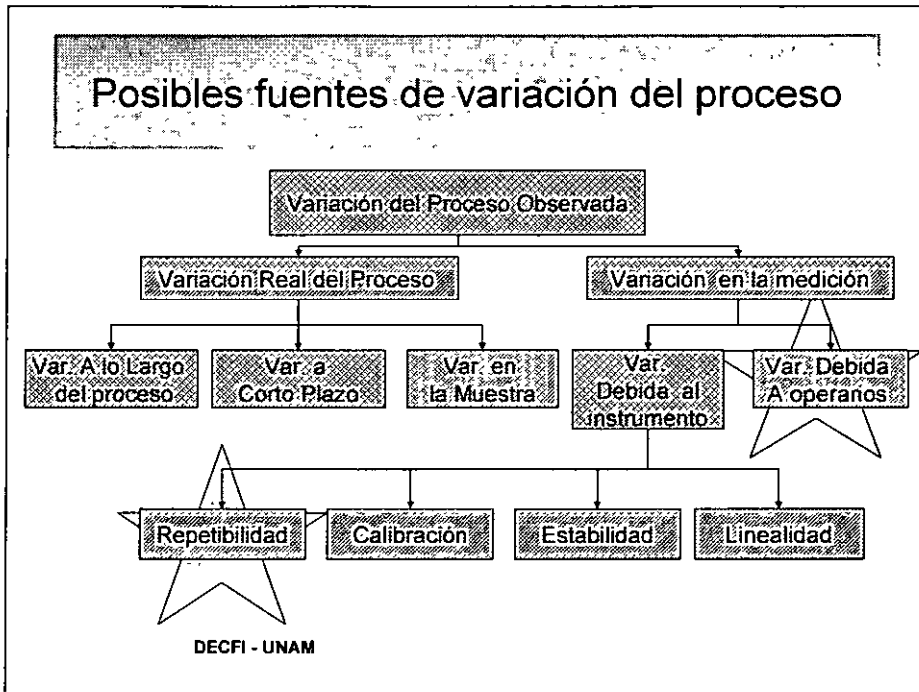 Posibles fuentes de variación del proceso
Variación del Proceso Observada
Variación Real del Proceso
Variación en la medición
Var. A lo Largo
del proceso
Var. a
Corto Plazo
Var. en
la Muestra
Var.
Debida al
instrumento
Var. Debida
A operanos
Repetibilidad
Calibración
Estabilidad
Linealidad
DECFI - UNAM